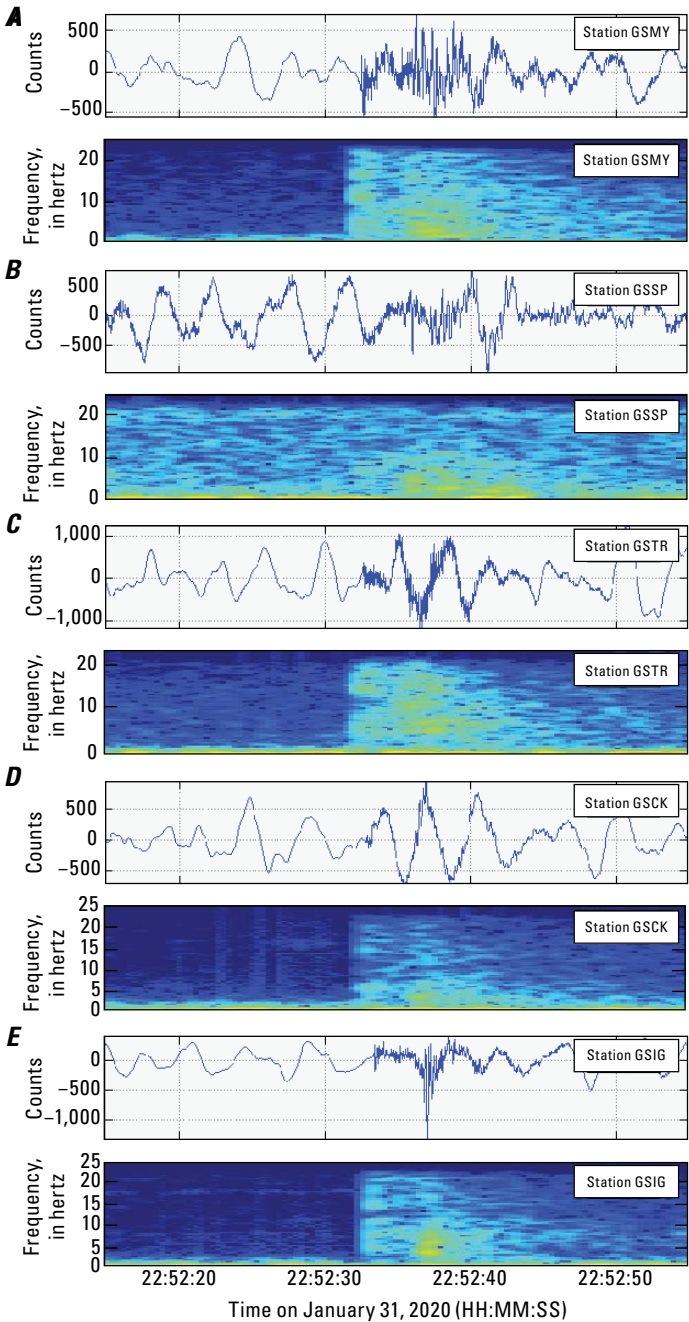 A
500
0
−500
Counts
Station GSMY
20
10
0
Frequency,
in hertz
Station GSMY
B
500
0
−500
Counts
Station GSSP
20
10
0
Frequency,
in hertz
Station GSSP
C
1,000
0
−1,000
Counts
Station GSTR
20
10
0
Frequency,
in hertz
Station GSTR
D
500
0
−500
Counts
Station GSCK
25
20
15
10
5
0
Frequency,
in hertz
Station GSCK
E
0
−500
−1,000
Counts
Station GSIG
25
20
15
10
5
0
Frequency,
in hertz
Station GSIG
22:52:20 22:52:30 22:52:40 22:52:50
Time on January 31, 2020 (HH:MM:SS)